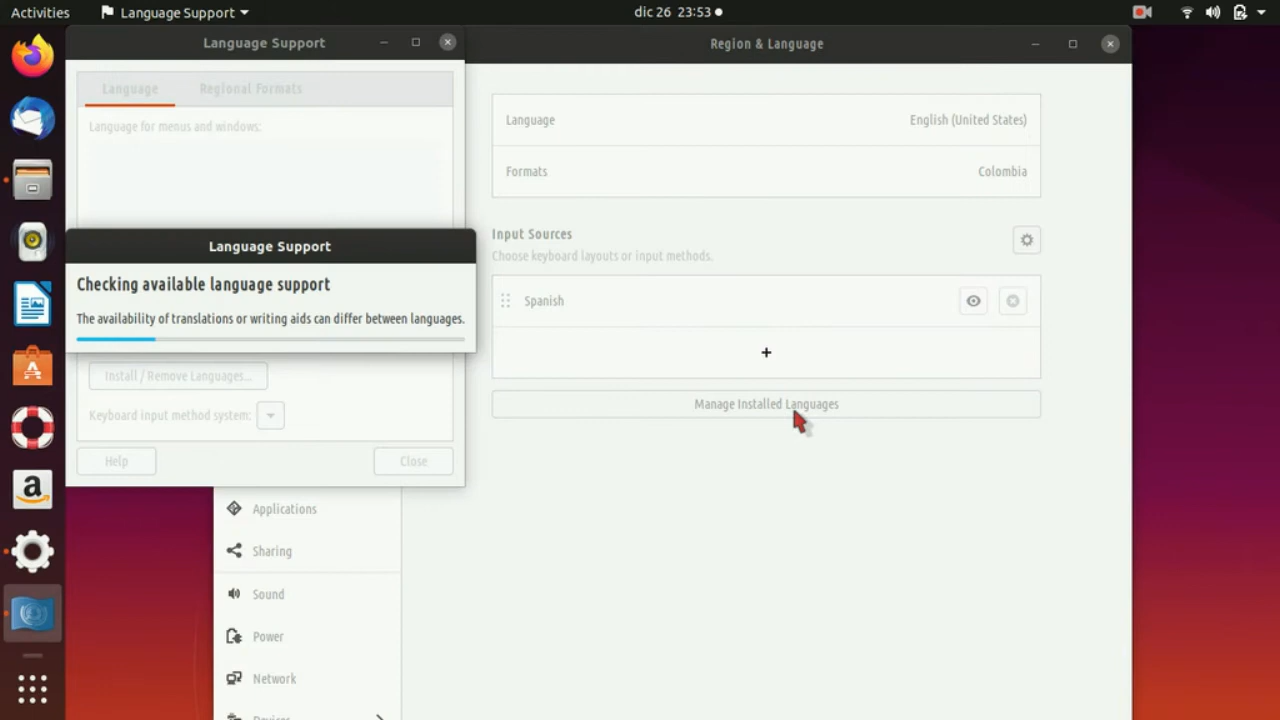 Activities
Language Support
dic 26 23:53
Language Support
Region & Language
Language
Regional Formats
Language for menus and windows:
Language Support
Checking available language support
The availability of translations or writing aids can differ between languages.
Install / Remove Languages...
Keyboard input method system:
Help
Close
Language
English (United States)
Formats
Colombia
Input Sources
Choose keyboard layouts or input methods.
Spanish
+
Manage Installed Languages
Applications
Sharing
Sound
Power
Network
Devices
a